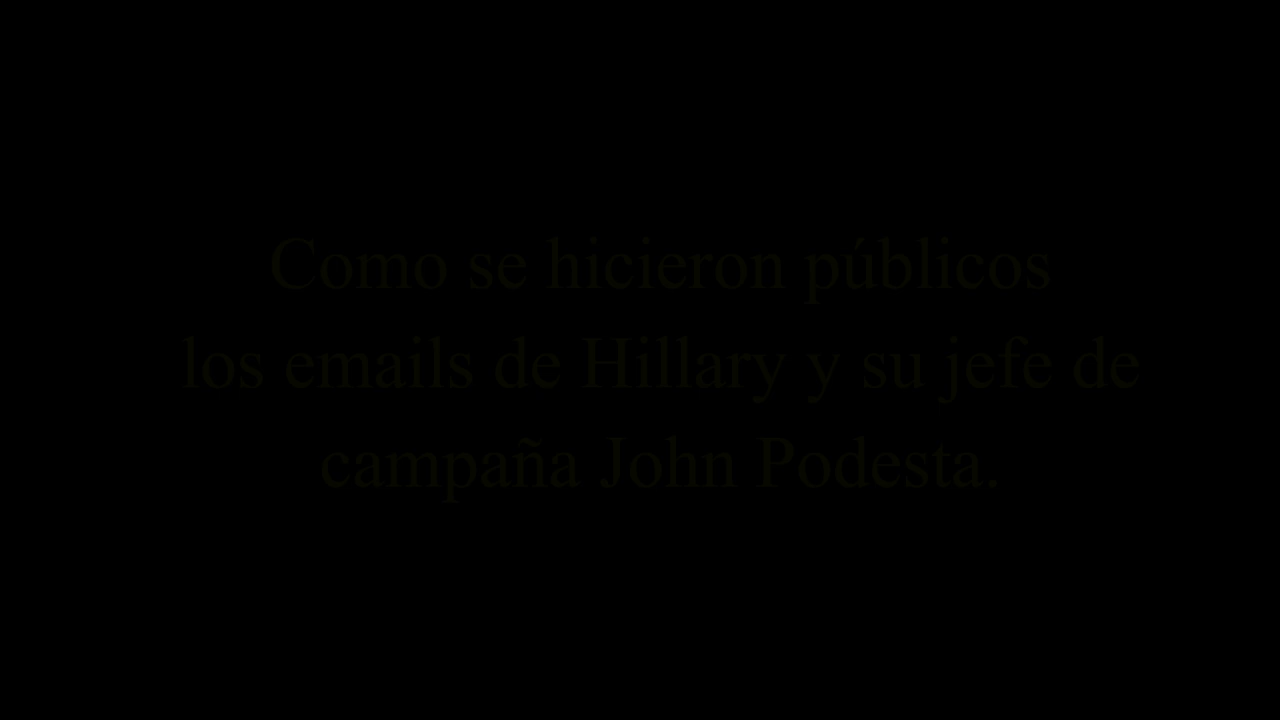 Como se hicieron públicos
los emails de Hillary y su jefe de
campaña John Podesta.